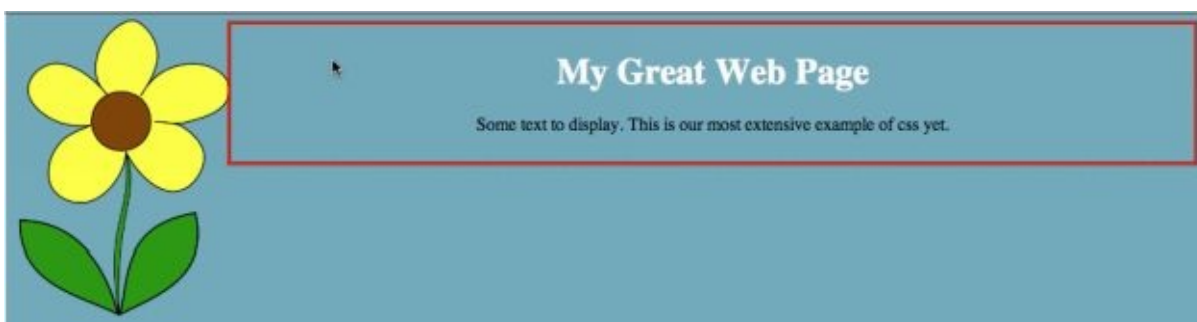 My Great Web Page
Some text to display. This is our most extensive example of css yet.